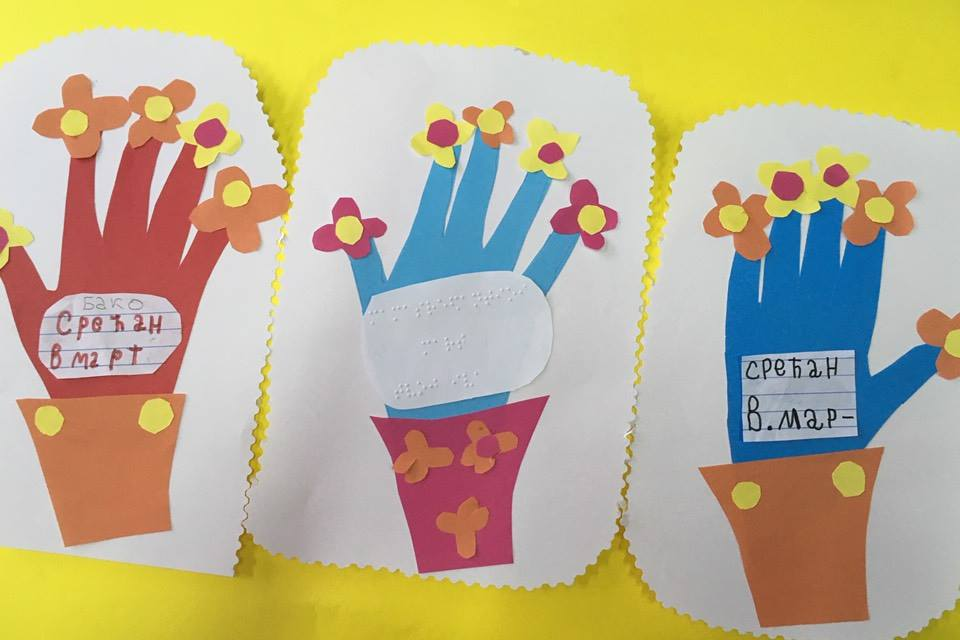 бако
Срећан
8 март
срећан
8. мар-